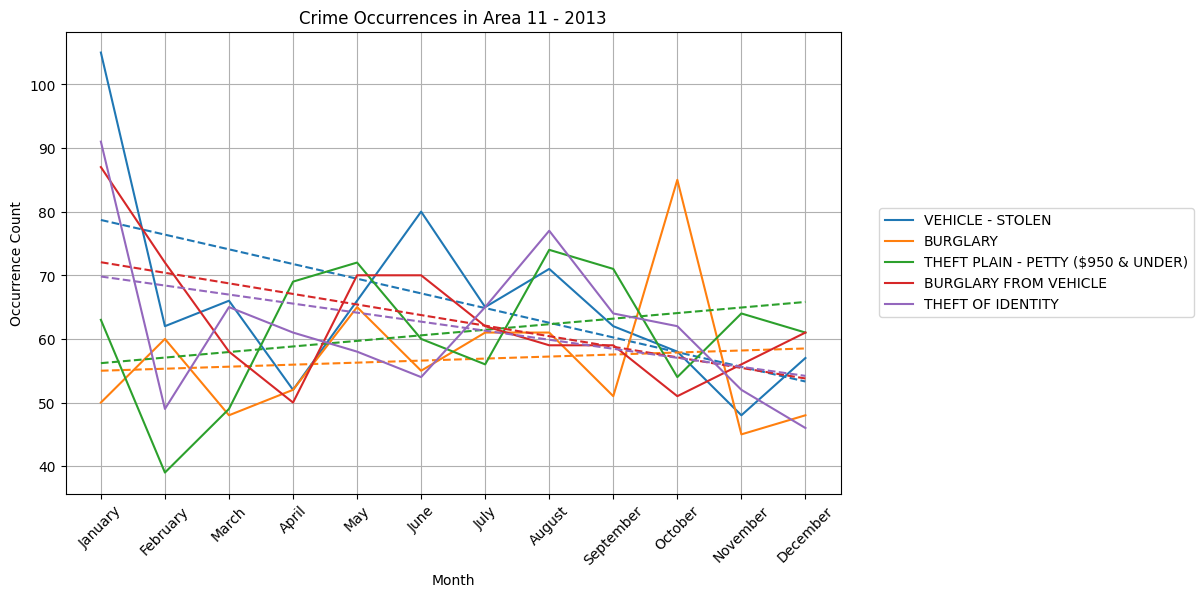 Crime Occurrences in Area 11 - 2013
Occurrence Count
100
90
80
70
60
50
40
January
February
March
April
May
June
July
August
September
October
November
December
Month
VEHICLE - STOLEN
BURGLARY
THEFT PLAIN - PETTY ($950 & UNDER)
BURGLARY FROM VEHICLE
THEFT OF IDENTITY